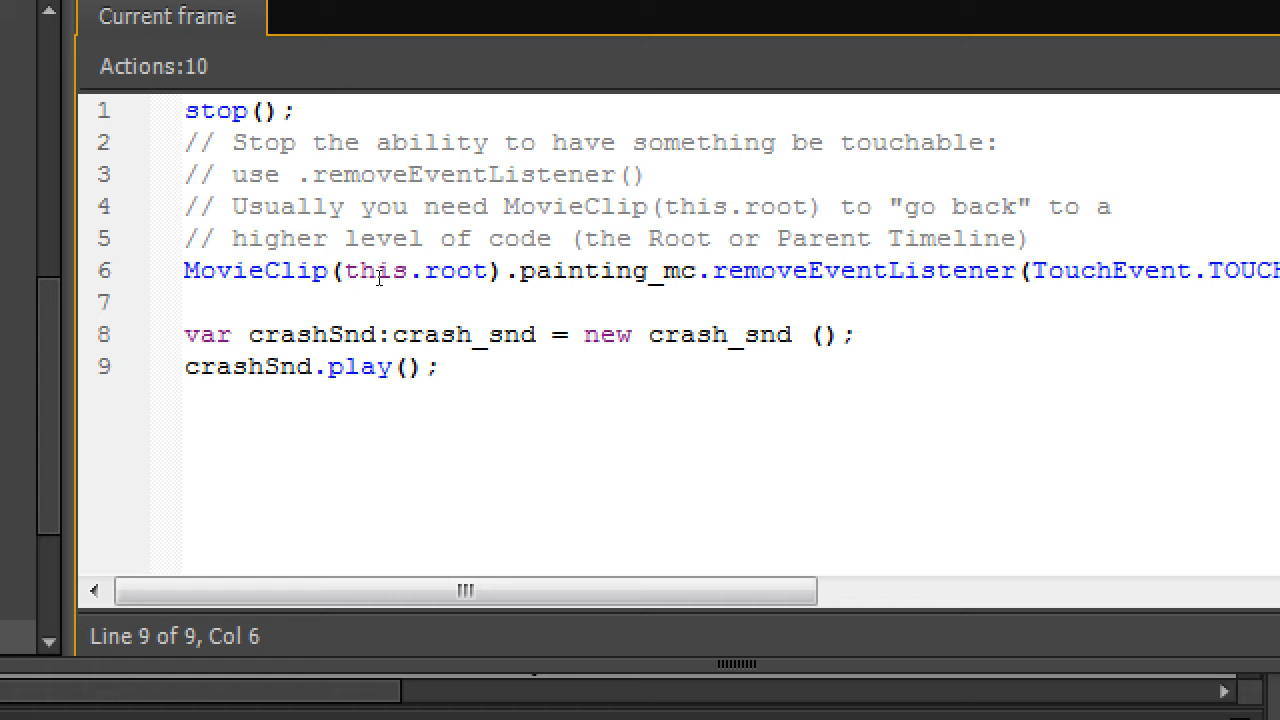 Current frame
Actions:10
1 stop();
2 // Stop the ability to have something be touchable:
3 // use .removeEventListener()
4 // Usually you need MovieClip(this.root) to "go back" to a
5 // higher level of code (the Root or Parent Timeline)
6 MovieClip(this.root).painting_mc.removeEventListener(TouchEvent.TOUCH
7
8 var crashSnd:crash_snd = new crash_snd ();
9 crashSnd.play();
Line 9 of 9, Col 6